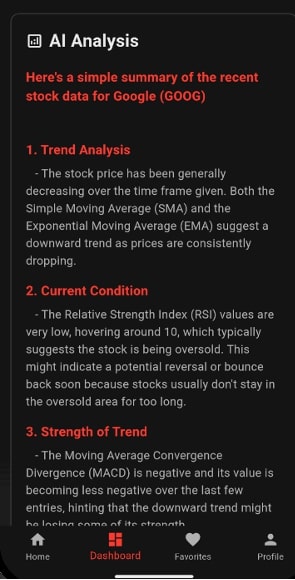 AI Analysis
Here's a simple summary of the recent
stock data for Google (GOOG)
1. Trend Analysis
- The stock price has been generally
decreasing over the time frame given. Both the
Simple Moving Average (SMA) and the
Exponential Moving Average (EMA) suggest a
downward trend as prices are consistently
dropping.
2. Current Condition
- The Relative Strength Index (RSI) values are
very low, hovering around 10, which typically
suggests the stock is being oversold. This
might indicate a potential reversal or bounce
back soon because stocks usually don't stay in
the oversold area for too long.
3. Strength of Trend
- The Moving Average Convergence
Divergence (MACD) is negative and its value is
becoming less negative over the last few
entries, hinting that the downward trend might
be losing some of its strength
Home Dashboard Favorites Profile